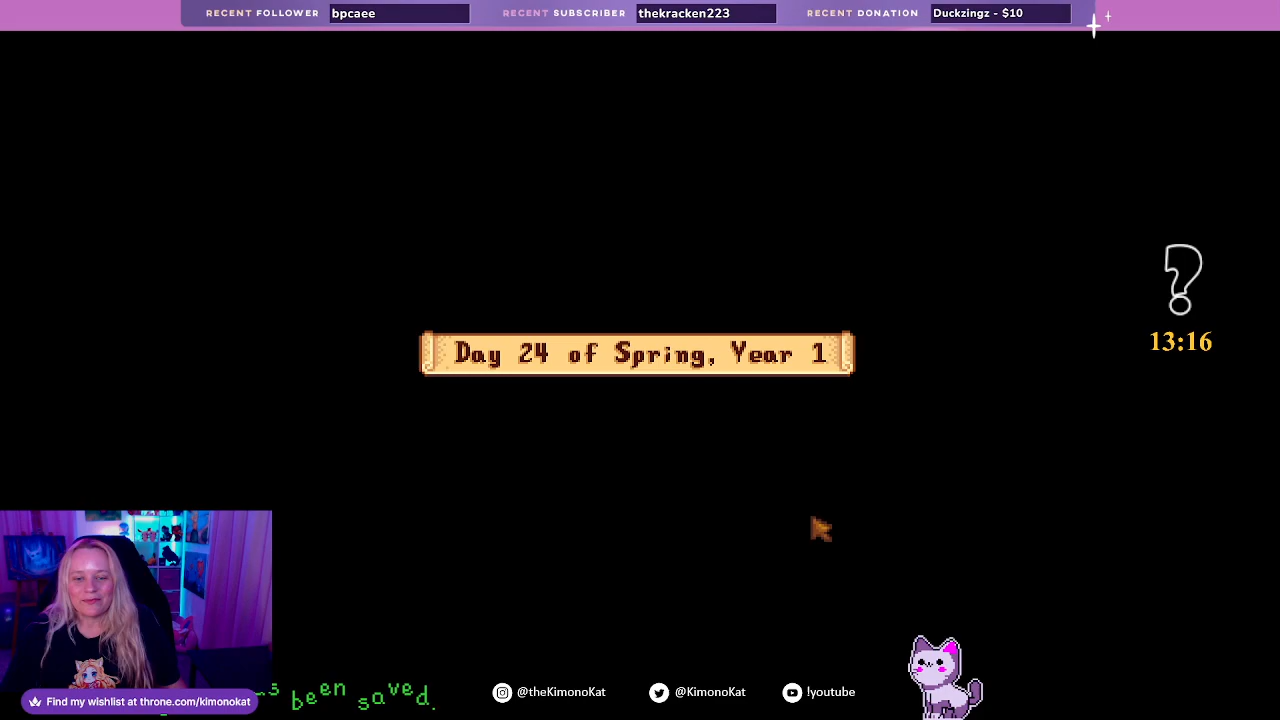 RECENT FOLLOWER bpcaee RECENT SUBSCRIBER thekracken223 RECENT DONATION Duckzingz - $10
?
13:16
Day 24 of Spring, Year 1
been saved.
Find my wishlist at throne.com/kimonokat
@theKimonoKat @KimonoKat !youtube